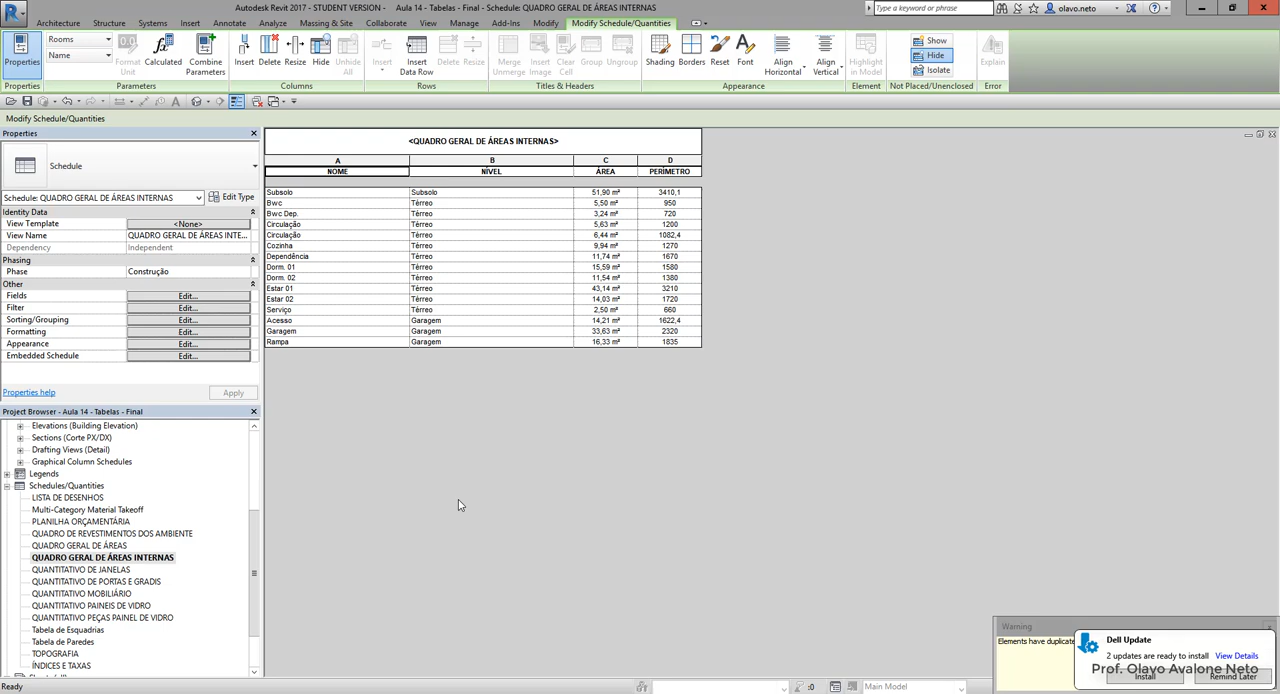 Autodesk Revit 2017 - STUDENT VERSION - Aula 14 - Tabelas - Final - Schedule: QUADRO GERAL DE ÁREAS INTERNAS
Type a keyword or phrase
olavo.neto
Architecture Structure Systems Insert Annotate Analyze Massing & Site Collaborate View Manage Add-Ins Modify Modify Schedule/Quantities
Rooms
Name
Properties
Format Unit
Calculated
Combine Parameters
Insert
Delete
Resize
Hide
Unhide All
Insert
Insert Data Row
Delete
Resize
Merge Unmerge
Insert Image
Clear Cell
Group
Ungroup
Shading
Borders
Reset
Font
Align Horizontal
Align Vertical
Highlight in Model
Show
Hide
Isolate
Explain
Properties Parameters Columns Rows Titles & Headers Appearance Element Not Placed/Unenclosed Error
Modify Schedule/Quantities
Properties
Schedule
Schedule: QUADRO GERAL DE ÁREAS INTERNAS Edit Type
Identity Data
View Template <None>
View Name QUADRO GERAL DE ÁREAS INTE...
Dependency Independent
Phasing
Phase Construção
Other
Fields Edit...
Filter Edit...
Sorting/Grouping Edit...
Formatting Edit...
Appearance Edit...
Embedded Schedule Edit...
Properties help Apply
Project Browser - Aula 14 - Tabelas - Final
Elevations (Building Elevation)
Sections (Corte PX/DX)
Drafting Views (Detail)
Graphical Column Schedules
Legends
Schedules/Quantities
LISTA DE DESENHOS
Multi-Category Material Takeoff
PLANILHA ORÇAMENTÁRIA
QUADRO DE REVESTIMENTOS DOS AMBIENTE
QUADRO GERAL DE ÁREAS
QUADRO GERAL DE ÁREAS INTERNAS
QUANTITATIVO DE JANELAS
QUANTITATIVO DE PORTAS E GRADIS
QUANTITATIVO MOBILIÁRIO
QUANTITATIVO PAINEIS DE VIDRO
QUANTITATIVO PEÇAS PAINEL DE VIDRO
Tabela de Esquadrias
Tabela de Paredes
TOPOGRAFIA
ÍNDICES E TAXAS
<QUADRO GERAL DE ÁREAS INTERNAS>
A B C D
NOME NÍVEL ÁREA PERÍMETRO
Subsolo Subsolo 51,90 m² 3410,1
Bwc Térreo 5,50 m² 950
Bwc Dep. Térreo 3,24 m² 720
Circulação Térreo 5,63 m² 1200
Circulação Térreo 6,44 m² 1082,4
Cozinha Térreo 9,94 m² 1270
Dependência Térreo 11,74 m² 1670
Dorm. 01 Térreo 15,59 m² 1580
Dorm. 02 Térreo 11,54 m² 1380
Estar 01 Térreo 43,14 m² 3210
Estar 02 Térreo 14,03 m² 1720
Serviço Térreo 2,50 m² 660
Acesso Garagem 14,21 m² 1622,4
Garagem Garagem 33,63 m² 2320
Rampa Garagem 16,33 m² 1835
Warning
Elements have duplicate
Dell Update
2 updates are ready to install View Details
Prof. Olavo Avalone Neto
Install Remind Later
Ready
:0
Main Model